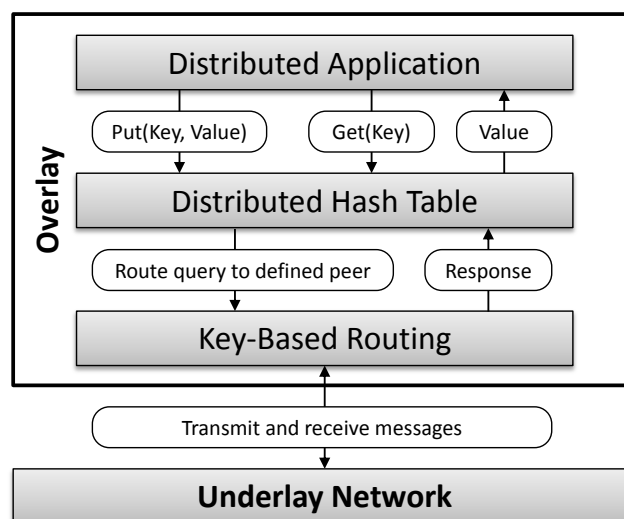 Distributed Application
Put(Key, Value)
Get(Key)
Value
Overlay
Distributed Hash Table
Route query to defined peer
Response
Key-Based Routing
Transmit and receive messages
Underlay Network